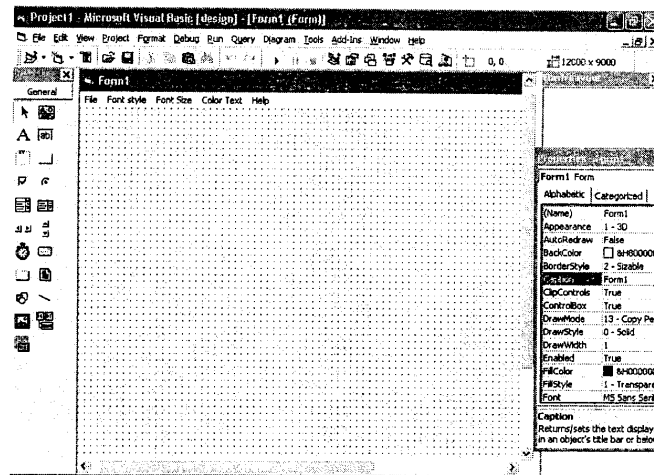 Project1 - Microsoft Visual Basic [design] - [Form1 (Form)]
File Edit View Project Format Debug Run Query Diagram Tools Add-Ins Window Help
0, 0
12000 x 9000
General
Form1
File Font style Font Size Color Text Help
Form1 Form
Alphabetic Categorized
(Name) Form1
Appearance 1 - 3D
AutoRedraw False
BackColor &H800000
BorderStyle 2 - Sizable
Caption Form1
ClipControls True
ControlBox True
DrawMode 13 - Copy Pe
DrawStyle 0 - Solid
DrawWidth 1
Enabled True
FillColor &H000000
FillStyle 1 - Transpare
Font MS Sans Seri
Caption
Returns/sets the text display
in an object's title bar or below